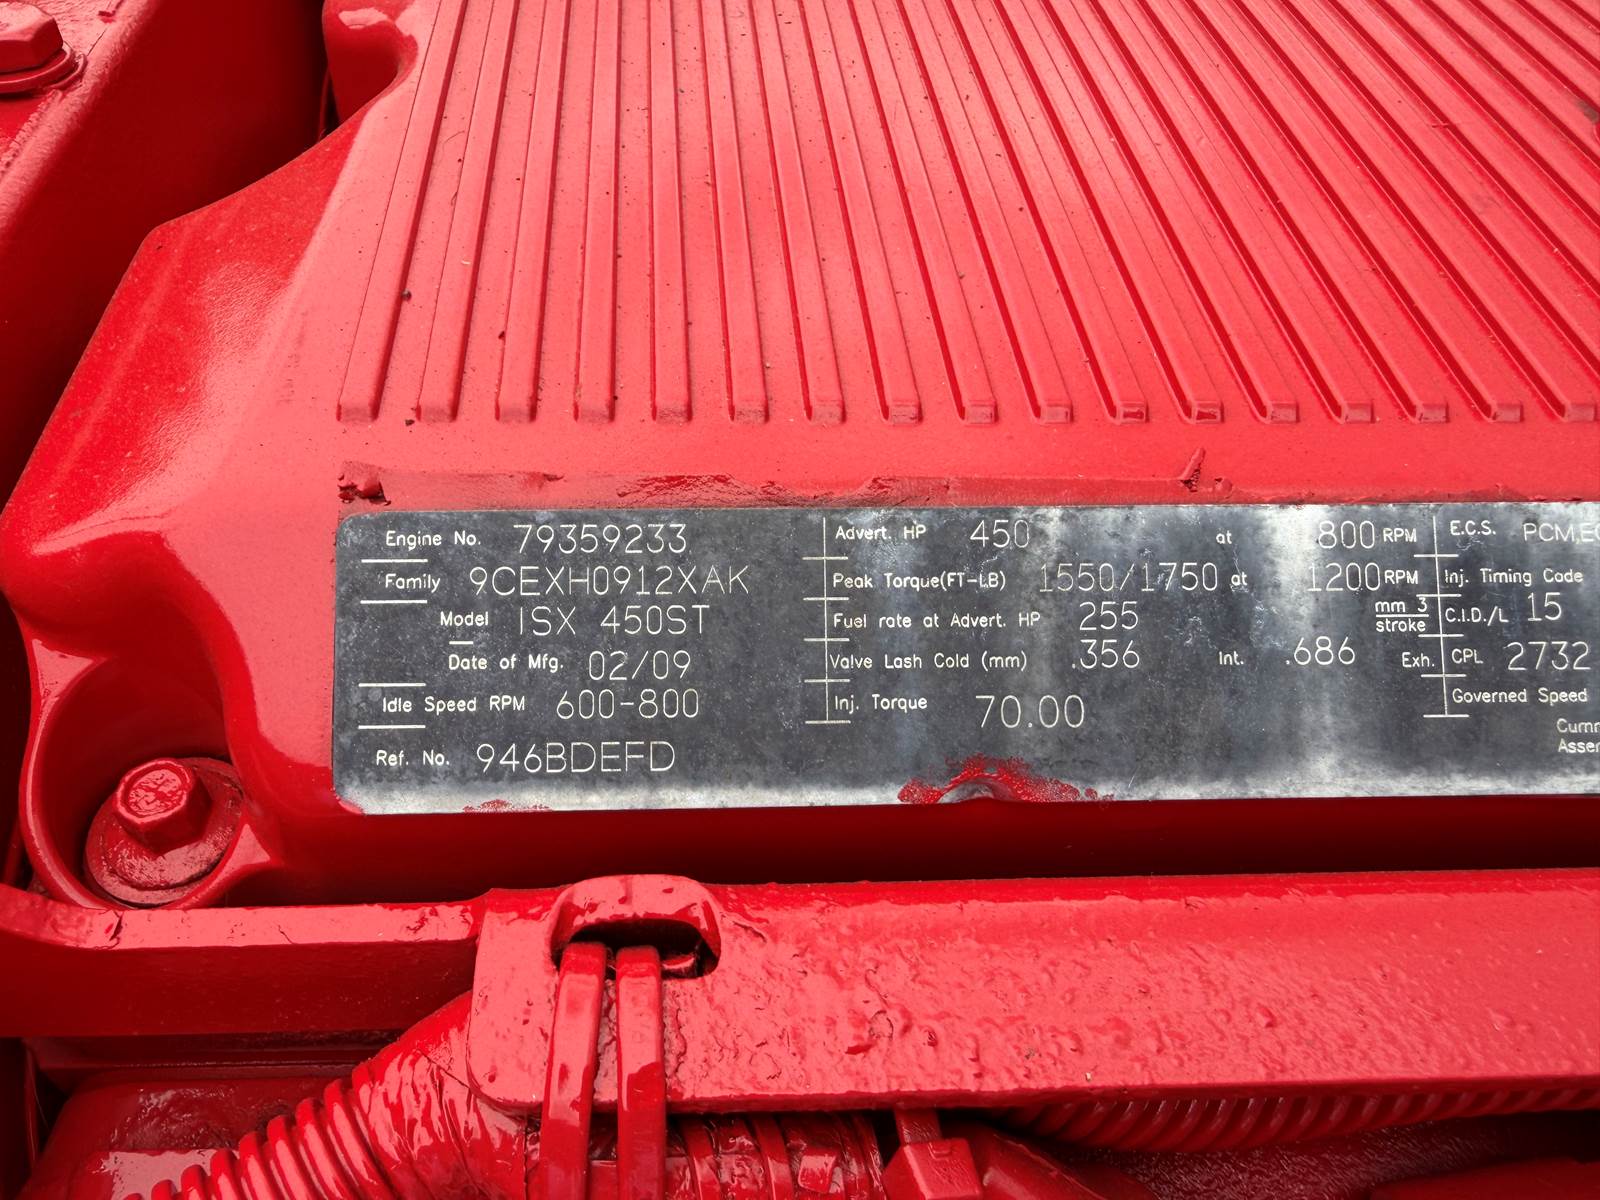 Engine No. 79359233
Family 9CEXH0912XAK
Model ISX 450ST
Date of Mfg. 02/09
Idle Speed RPM 600-800
Ref. No. 946BDEFD
Advert. HP 450 at 800 RPM
Peak Torque(FT-LB) 1550/1750 at 1200 RPM
Fuel rate at Advert. HP 255 mm 3 stroke
Valve Lash Cold (mm) .356 Int. .686 Exh.
Inj. Torque 70.00
E.C.S. PCM,EC
Inj. Timing Code
C.I.D./L 15
CPL 2732
Governed Speed